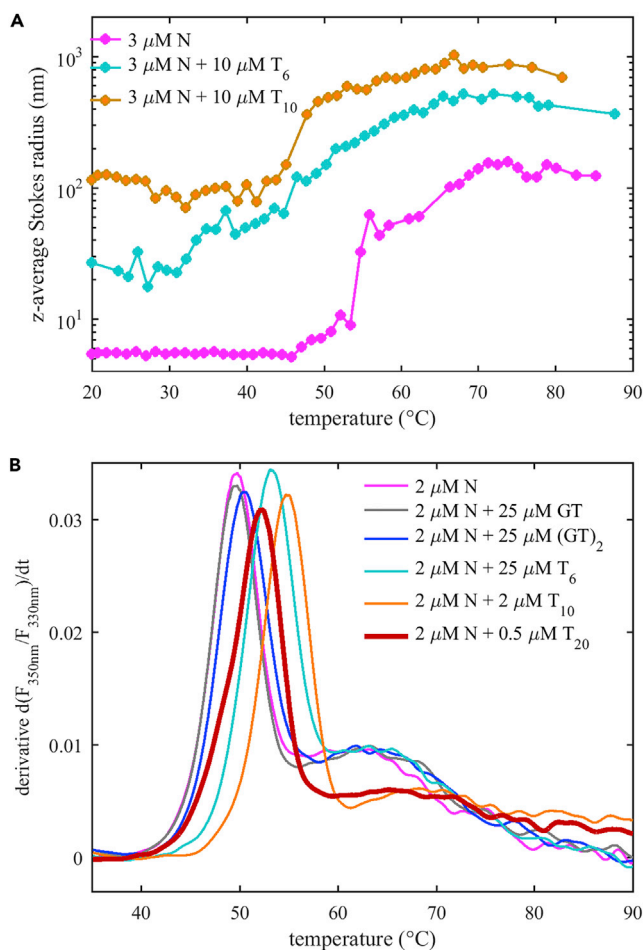 A
3 μM N
3 μM N + 10 μM T6
3 μM N + 10 μM T10
z-average Stokes radius (nm)
10³
10²
10¹
20 30 40 50 60 70 80 90
temperature (°C)
B
2 μM N
2 μM N + 25 μM GT
2 μM N + 25 μM (GT)2
2 μM N + 25 μM T6
2 μM N + 2 μM T10
2 μM N + 0.5 μM T20
derivative d(F350nm/F330nm)/dt
0.03
0.02
0.01
0
40 50 60 70 80 90
temperature (°C)